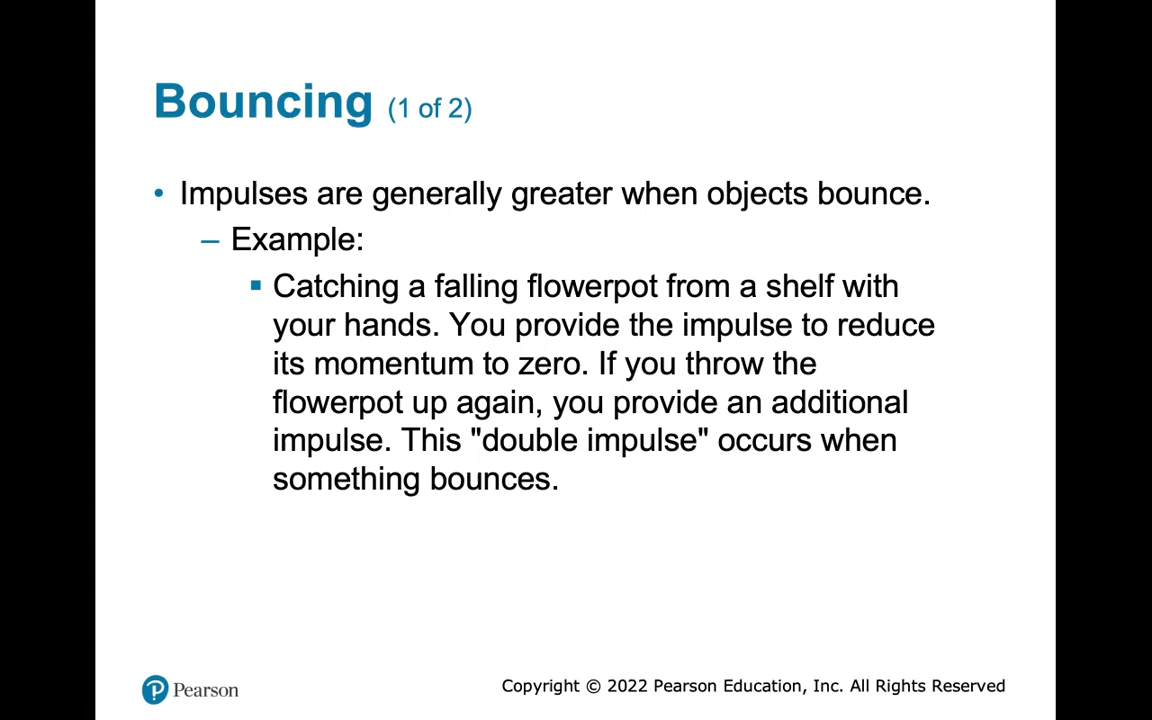 Bouncing (1 of 2)
• Impulses are generally greater when objects bounce.
– Example:
▪ Catching a falling flowerpot from a shelf with
your hands. You provide the impulse to reduce
its momentum to zero. If you throw the
flowerpot up again, you provide an additional
impulse. This "double impulse" occurs when
something bounces.
P Pearson
Copyright © 2022 Pearson Education, Inc. All Rights Reserved